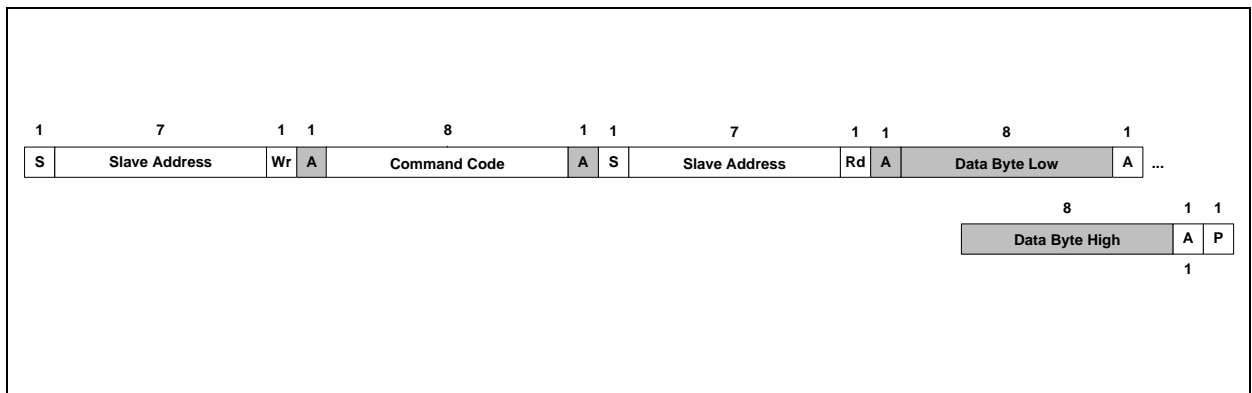 1 7 1 1 8 1 1 7 1 1 8 1
S Slave Address Wr A Command Code A S Slave Address Rd A Data Byte Low A ...
8 1 1
Data Byte High A P
1